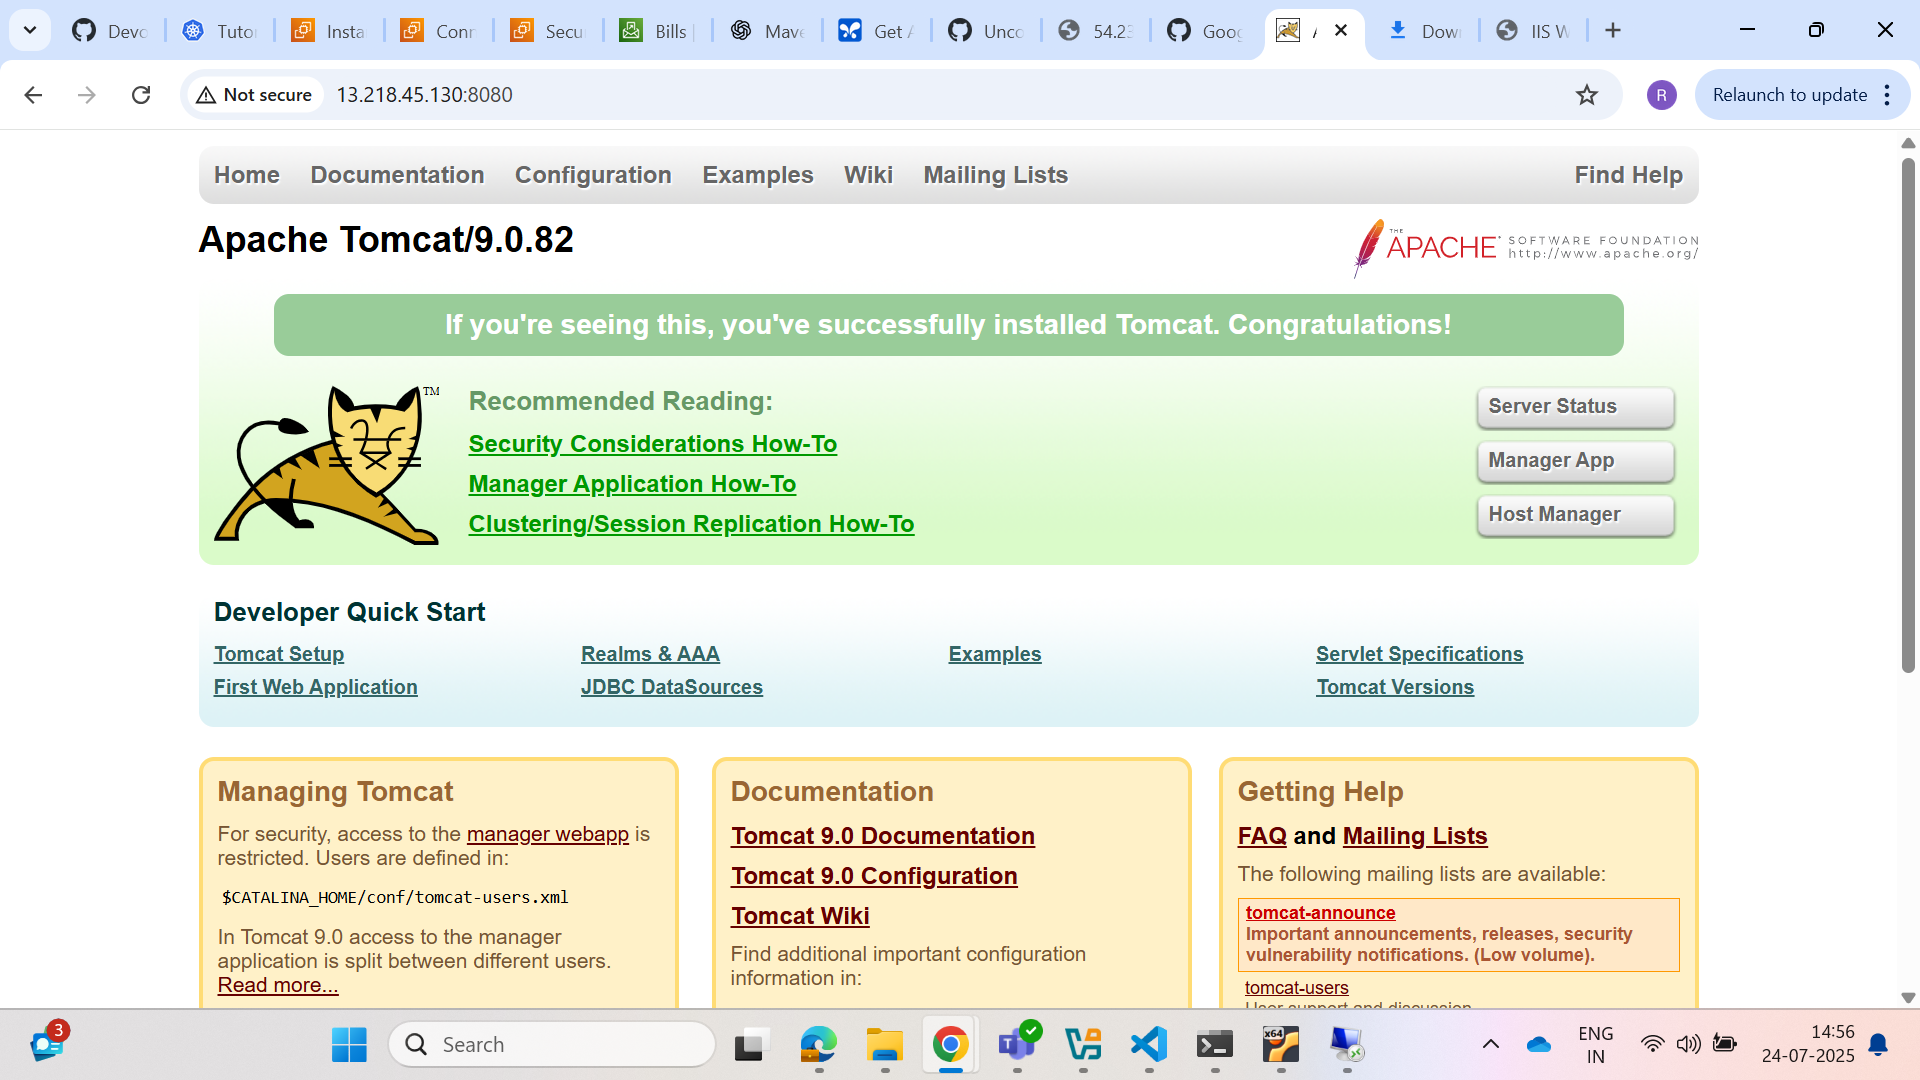 Devo
Tuto
Insta
Conn
Secu
Bills
Mave
Get A
Unco
54.23
Goog
Dow
IIS W
Not secure
13.218.45.130:8080
R
Relaunch to update
Home Documentation Configuration Examples Wiki Mailing Lists Find Help
Apache Tomcat/9.0.82
THE APACHE® SOFTWARE FOUNDATION
http://www.apache.org/
If you're seeing this, you've successfully installed Tomcat. Congratulations!
TM
Recommended Reading:
Security Considerations How-To
Manager Application How-To
Clustering/Session Replication How-To
Server Status
Manager App
Host Manager
Developer Quick Start
Tomcat Setup Realms & AAA Examples Servlet Specifications
First Web Application JDBC DataSources Tomcat Versions
Managing Tomcat
For security, access to the manager webapp is
restricted. Users are defined in:
$CATALINA_HOME/conf/tomcat-users.xml
In Tomcat 9.0 access to the manager
application is split between different users.
Read more...
Documentation
Tomcat 9.0 Documentation
Tomcat 9.0 Configuration
Tomcat Wiki
Find additional important configuration
information in:
Getting Help
FAQ and Mailing Lists
The following mailing lists are available:
tomcat-announce
Important announcements, releases, security
vulnerability notifications. (Low volume).
tomcat-users
User support and discussion
3
Search
x64
ENG
IN
14:56
24-07-2025